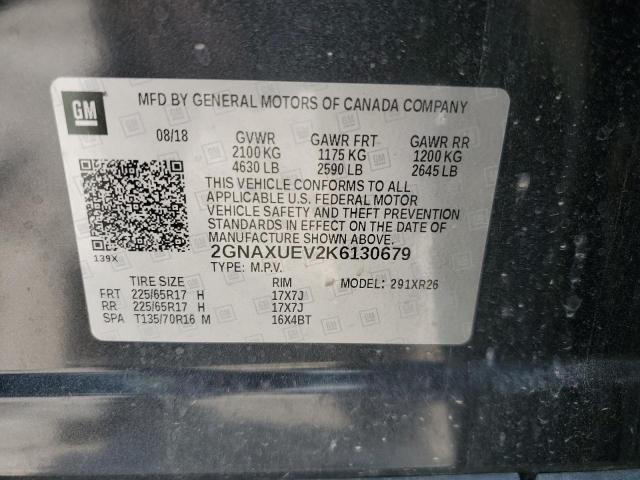 GM
MFD BY GENERAL MOTORS OF CANADA COMPANY
08/18 GVWR GAWR FRT GAWR RR
2100 KG 1175 KG 1200 KG
4630 LB 2590 LB 2645 LB
THIS VEHICLE CONFORMS TO ALL
APPLICABLE U.S. FEDERAL MOTOR
VEHICLE SAFETY AND THEFT PREVENTION
STANDARDS IN EFFECT ON THE DATE OF
MANUFACTURE SHOWN ABOVE.
139X 2GNAXUEV2K6130679
TYPE: M.P.V.
TIRE SIZE RIM MODEL: 291XR26
FRT 225/65R17 H 17X7J
RR 225/65R17 H 17X7J
SPA T135/70R16 M 16X4BT